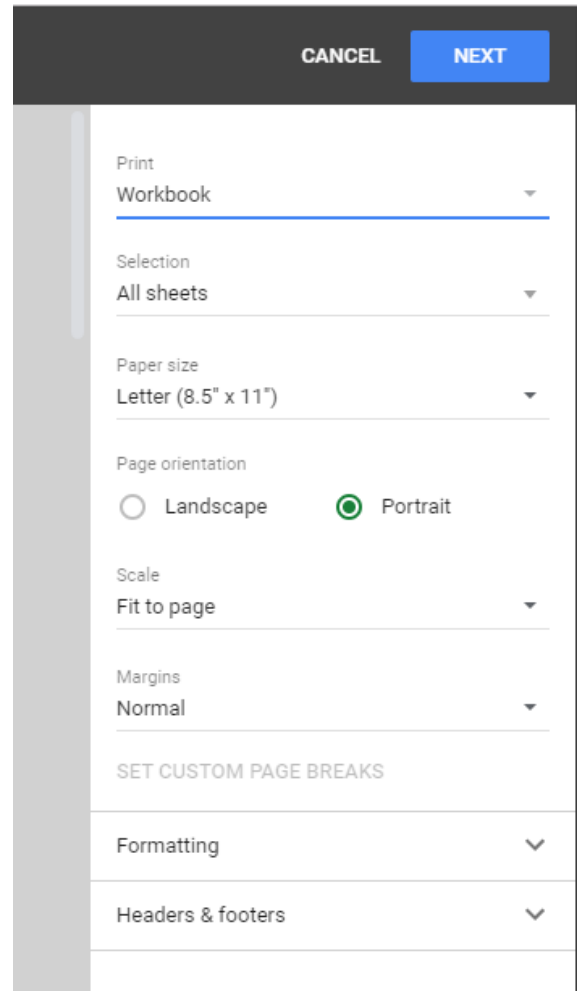 CANCEL NEXT
Print
Workbook
Selection
All sheets
Paper size
Letter (8.5" x 11")
Page orientation
Landscape Portrait
Scale
Fit to page
Margins
Normal
SET CUSTOM PAGE BREAKS
Formatting
Headers & footers